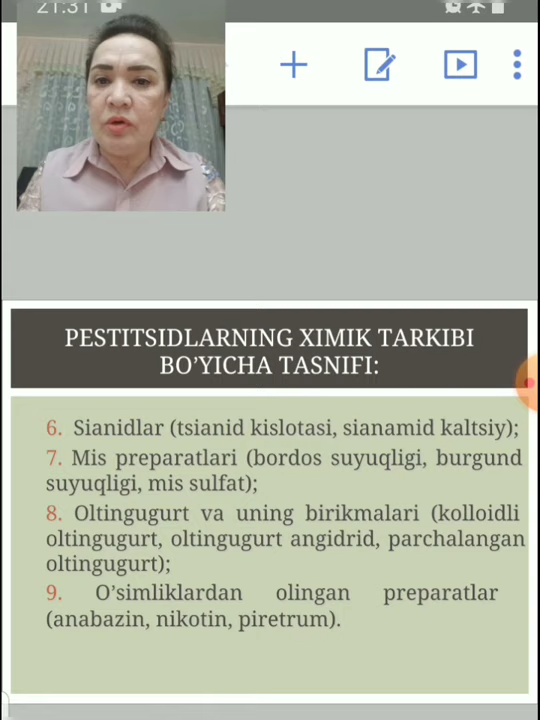 21:31
PESTITSIDLARNING XIMIK TARKIBI
BO’YICHA TASNIFI:
6. Sianidlar (tsianid kislotasi, sianamid kaltsiy);
7. Mis preparatlari (bordos suyuqligi, burgund
suyuqligi, mis sulfat);
8. Oltingugurt va uning birikmalari (kolloidli
oltingugurt, oltingugurt angidrid, parchalangan
oltingugurt);
9. O’simliklardan olingan preparatlar
(anabazin, nikotin, piretrum).